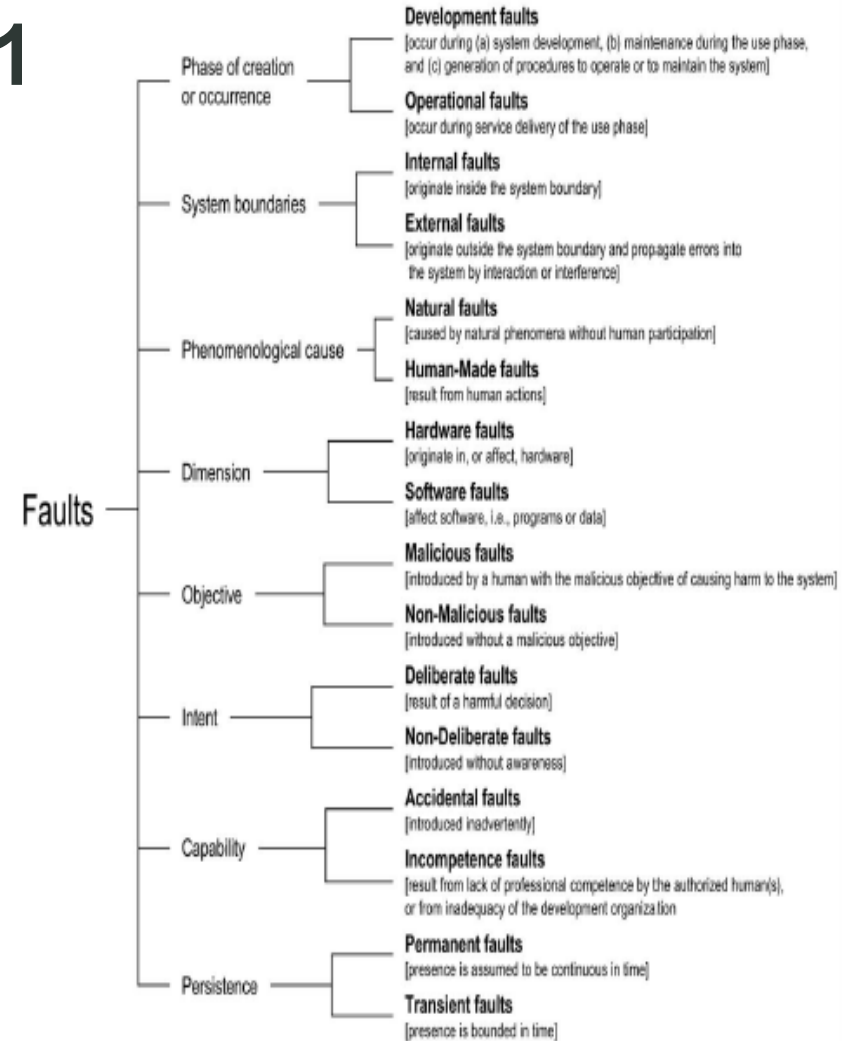 1
Faults
Phase of creation
or occurrence
Development faults
[occur during (a) system development, (b) maintenance during the use phase,
and (c) generation of procedures to operate or to maintain the system]
Operational faults
[occur during service delivery of the use phase]
System boundaries
Internal faults
[originate inside the system boundary]
External faults
[originate outside the system boundary and propagate errors into
the system by interaction or interference]
Phenomenological cause
Natural faults
[caused by natural phenomena without human participation]
Human-Made faults
[result from human actions]
Dimension
Hardware faults
[originate in, or affect, hardware]
Software faults
[affect software, i.e., programs or data]
Objective
Malicious faults
[introduced by a human with the malicious objective of causing harm to the system]
Non-Malicious faults
[introduced without a malicious objective]
Intent
Deliberate faults
[result of a harmful decision]
Non-Deliberate faults
[introduced without awareness]
Capability
Accidental faults
[introduced inadvertently]
Incompetence faults
[result from lack of professional competence by the authorized human(s),
or from inadequacy of the development organization
Persistence
Permanent faults
[presence is assumed to be continuous in time]
Transient faults
[presence is bounded in time]